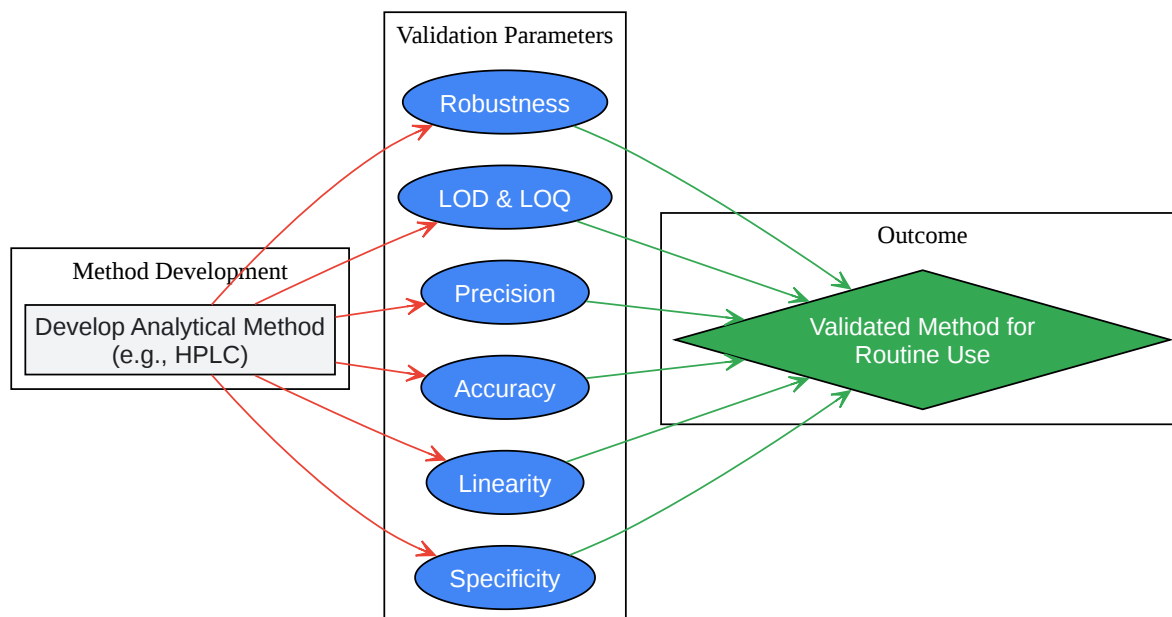 Validation Parameters
Robustness
LOD & LOQ
Precision
Accuracy
Linearity
Specificity
Method Development
Develop Analytical Method
(e.g., HPLC)
Outcome
Validated Method for
Routine Use